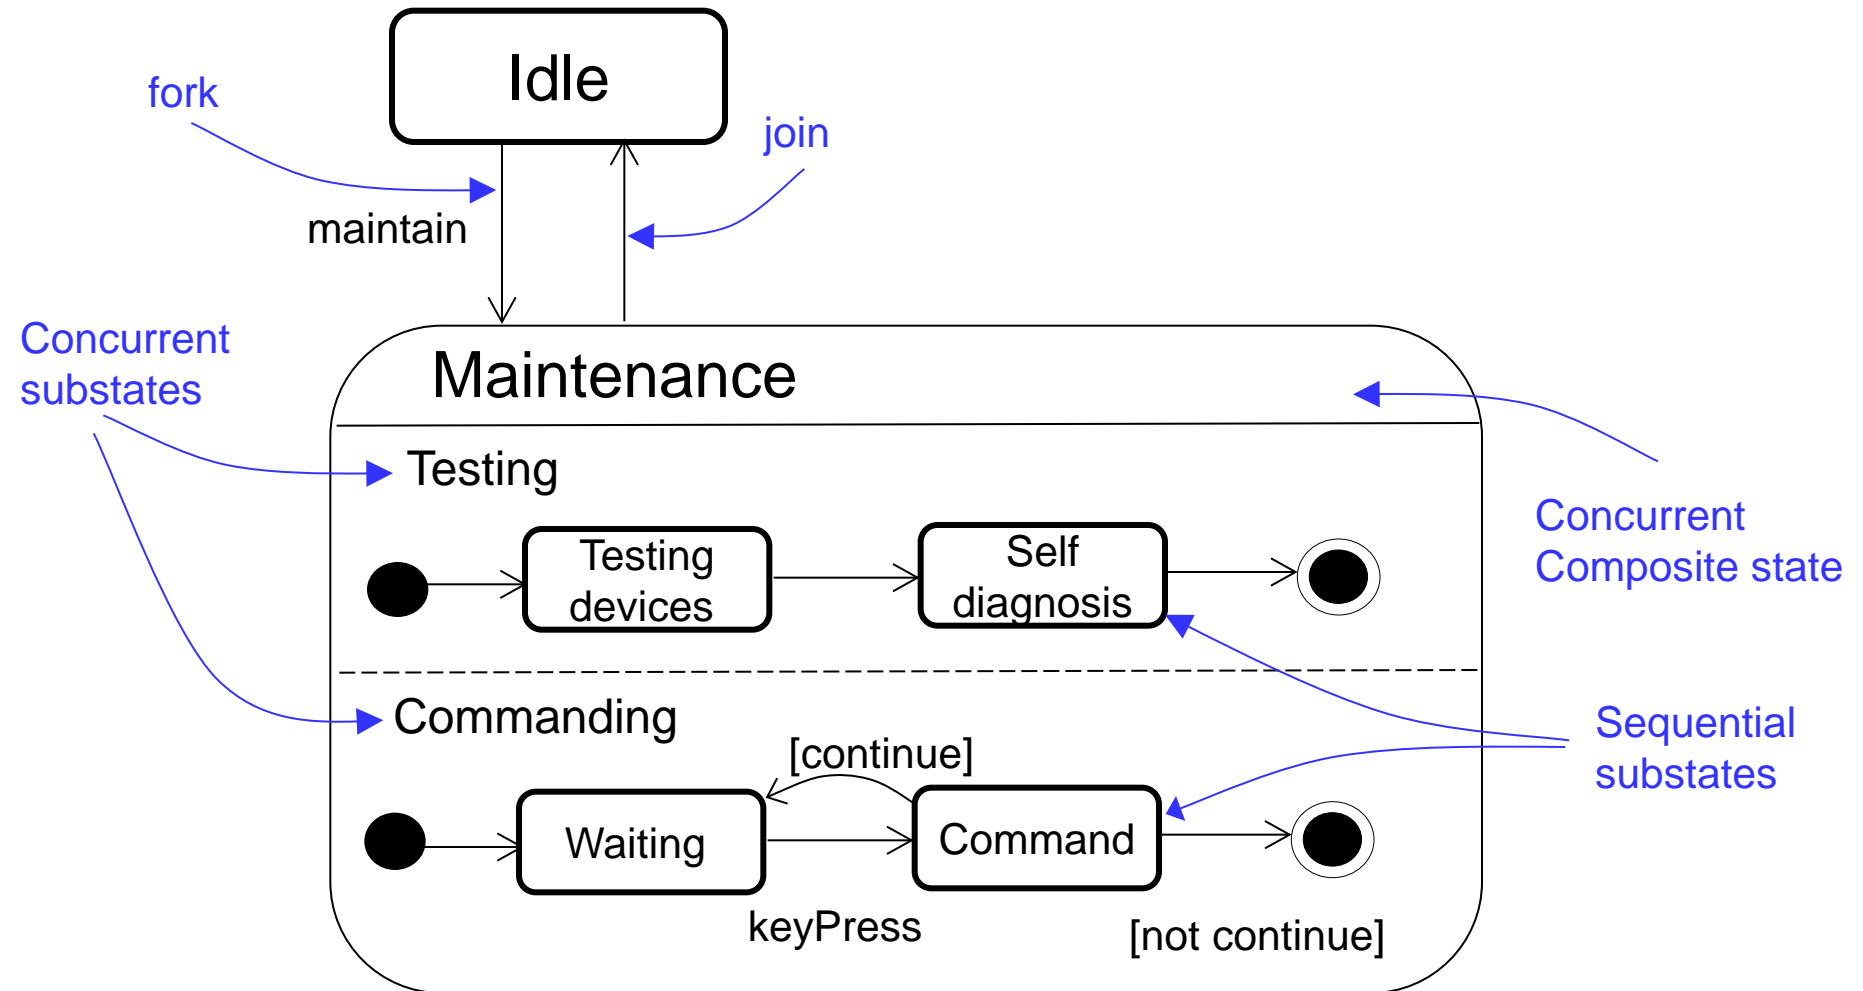 Idle
fork
join
maintain
Concurrent
substates
Maintenance
Testing
Testing
devices
Self
diagnosis
Concurrent
Composite state
Commanding
[continue]
Sequential
substates
Waiting
Command
keyPress
[not continue]